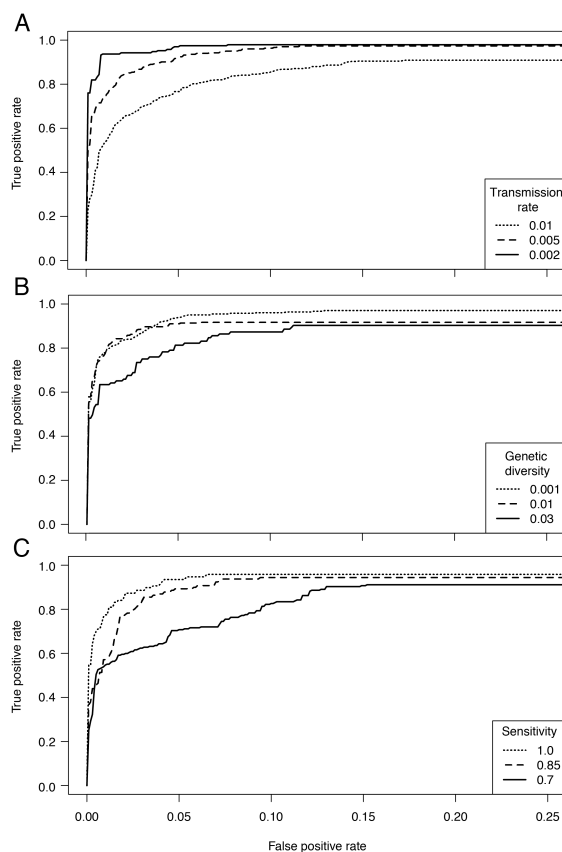 A
1.0
0.8
0.6
0.4
0.2
0.0
True positive rate
Transmission
rate
0.01
0.005
0.002
B
1.0
0.8
0.6
0.4
0.2
0.0
True positive rate
Genetic
diversity
0.001
0.01
0.03
C
1.0
0.8
0.6
0.4
0.2
0.0
True positive rate
Sensitivity
1.0
0.85
0.7
0.00 0.05 0.10 0.15 0.20 0.25
False positive rate